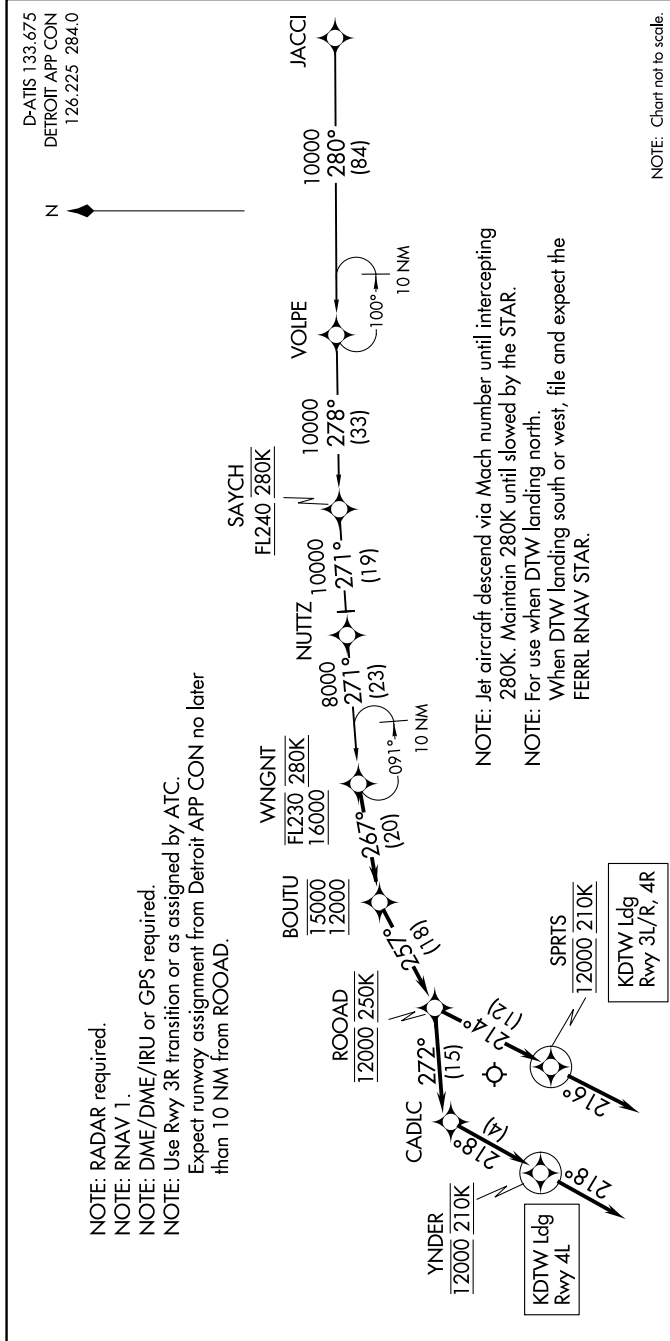 D-ATIS 133.675
DETROIT APP CON
126.225 284.0
N
NOTE: RADAR required.
NOTE: RNAV 1.
NOTE: DME/DME/IRU or GPS required.
NOTE: Use Rwy 3R transition or as assigned by ATC.
Expect runway assignment from Detroit APP CON no later
than 10 NM from ROOAD.
JACCI
10000
280°
(84)
VOLPE
100°
10 NM
10000
278°
(33)
SAYCH
FL240 280K
10000
271°
(19)
NUTTZ
8000
271°
(23)
WNGNT
FL230 280K
16000
091°
10 NM
267°
(20)
BOUTU
15000
12000
257°
(18)
ROOAD
12000 250K
272°
(15)
CADLC
218°
(4)
YNDER
12000 210K
218°
KDTW Ldg
Rwy 4L
214°
(12)
SPRTS
12000 210K
216°
KDTW Ldg
Rwy 3L/R, 4R
NOTE: Jet aircraft descend via Mach number until intercepting
280K. Maintain 280K until slowed by the STAR.
NOTE: For use when DTW landing north.
When DTW landing south or west, file and expect the
FERRL RNAV STAR.
NOTE: Chart not to scale.